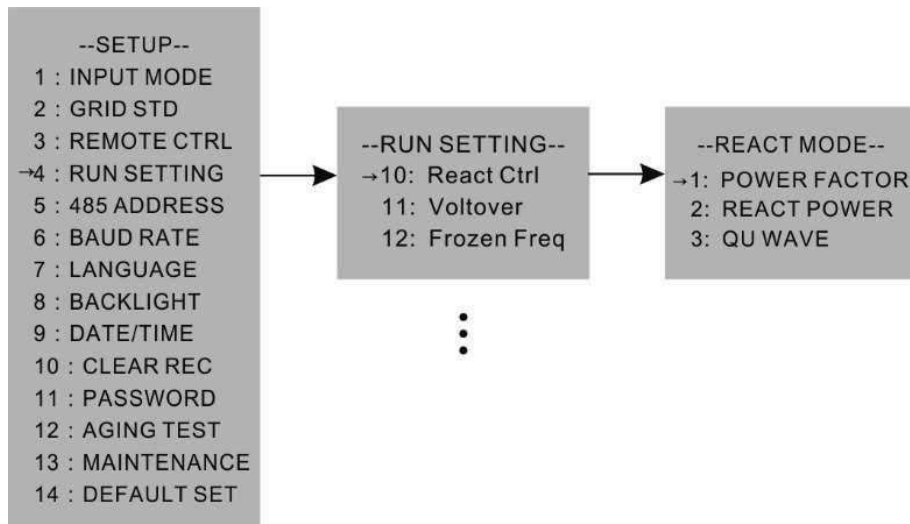 --SETUP--
1 : INPUT MODE
2 : GRID STD
3 : REMOTE CTRL
→4 : RUN SETTING
5 : 485 ADDRESS
6 : BAUD RATE
7 : LANGUAGE
8 : BACKLIGHT
9 : DATE/TIME
10 : CLEAR REC
11 : PASSWORD
12 : AGING TEST
13 : MAINTENANCE
14 : DEFAULT SET
--RUN SETTING--
→10: React Ctrl
11: Voltover
12: Frozen Freq
--REACT MODE--
→1: POWER FACTOR
2: REACT POWER
3: QU WAVE